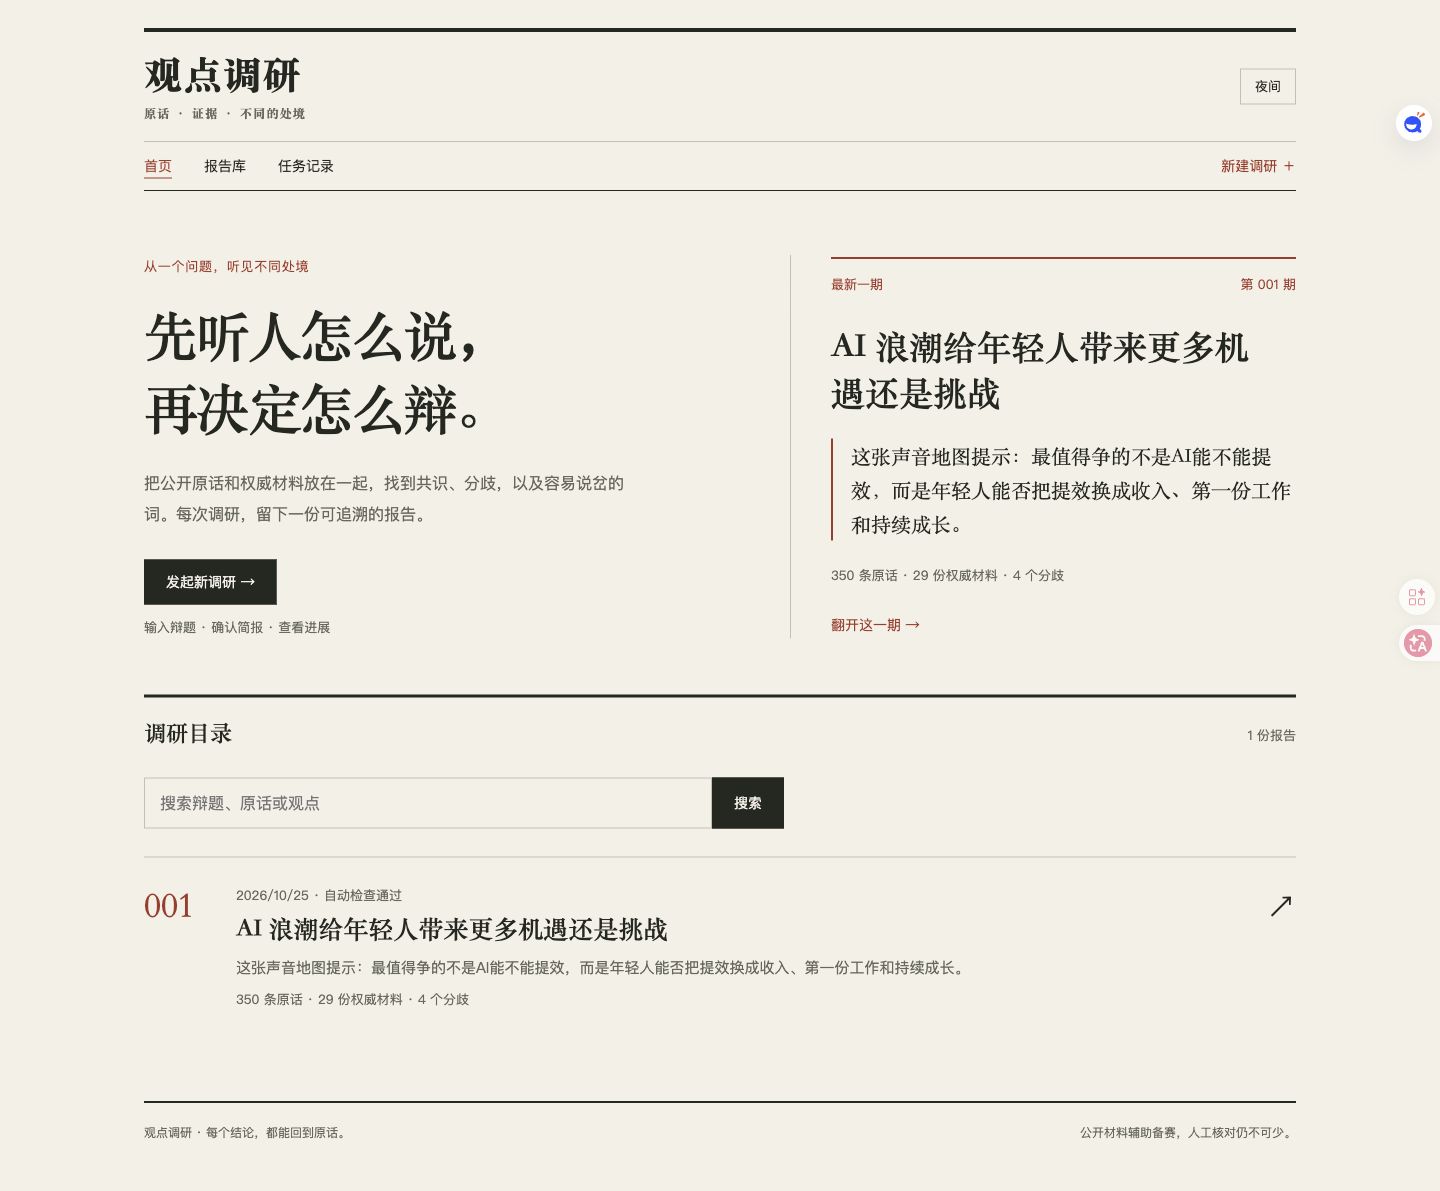 观点调研
原话 · 证据 · 不同的处境
夜间
首页 报告库 任务记录 新建调研 +
从一个问题，听见不同处境
先听人怎么说，
再决定怎么辩。
把公开原话和权威材料放在一起，找到共识、分歧，以及容易说岔的
词。每次调研，留下一份可追溯的报告。
发起新调研 →
输入辩题 · 确认简报 · 查看进展
最新一期 第 001 期
AI 浪潮给年轻人带来更多机
遇还是挑战
这张声音地图提示：最值得争的不是AI能不能提
效，而是年轻人能否把提效换成收入、第一份工作
和持续成长。
350 条原话 · 29 份权威材料 · 4 个分歧
翻开这一期 →
调研目录 1 份报告
搜索辩题、原话或观点 搜索
001
2026/10/25 · 自动检查通过
AI 浪潮给年轻人带来更多机遇还是挑战
这张声音地图提示：最值得争的不是AI能不能提效，而是年轻人能否把提效换成收入、第一份工作和持续成长。
350 条原话 · 29 份权威材料 · 4 个分歧
观点调研 · 每个结论，都能回到原话。 公开材料辅助备赛，人工核对仍不可少。